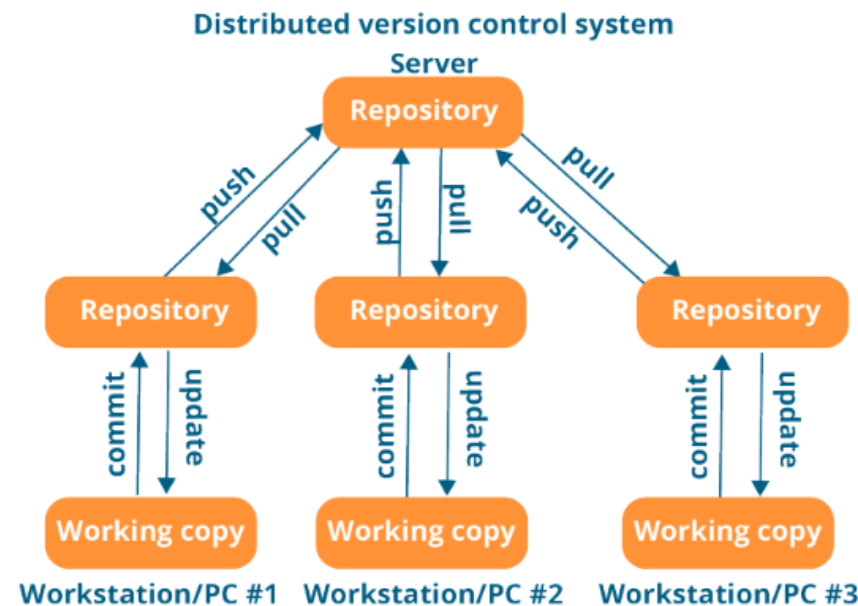 Distributed version control system
Server
Repository
push
pull
push
pull
push
pull
Repository
Repository
Repository
commit
update
commit
update
commit
update
Working copy
Working copy
Working copy
Workstation/PC #1
Workstation/PC #2
Workstation/PC #3